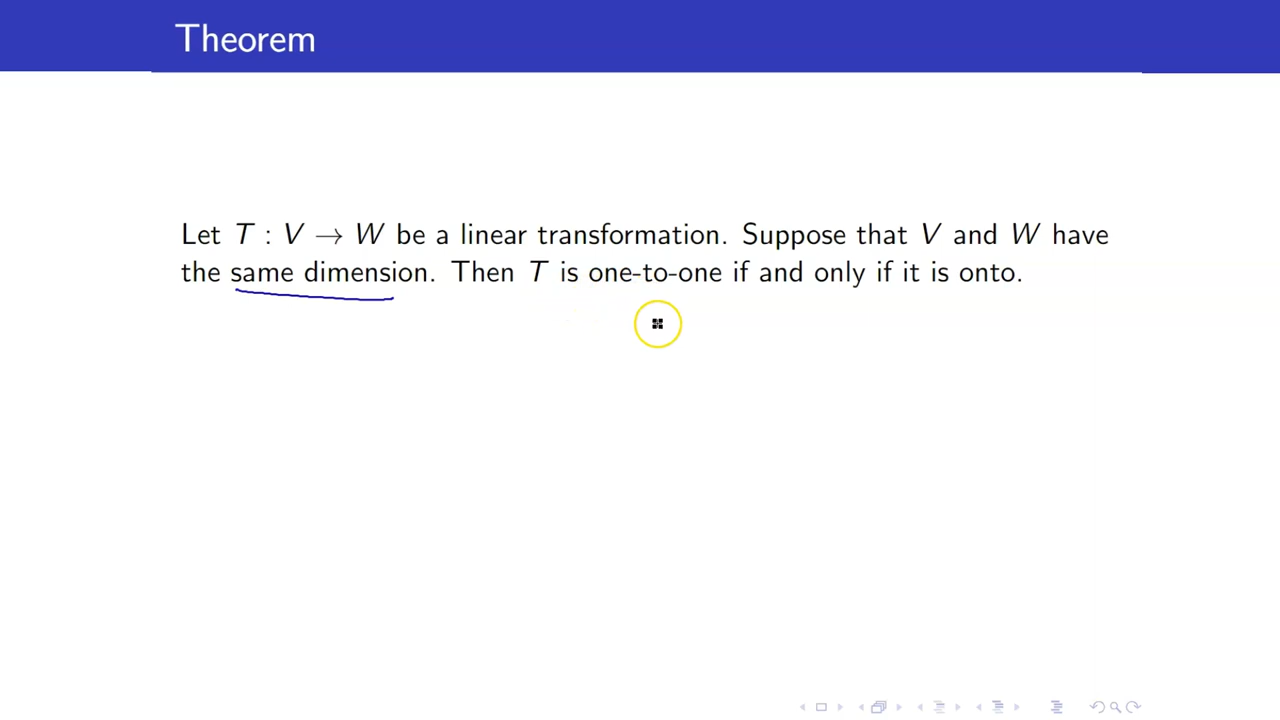 Theorem
Let T : V → W be a linear transformation. Suppose that V and W have
the same dimension. Then T is one-to-one if and only if it is onto.